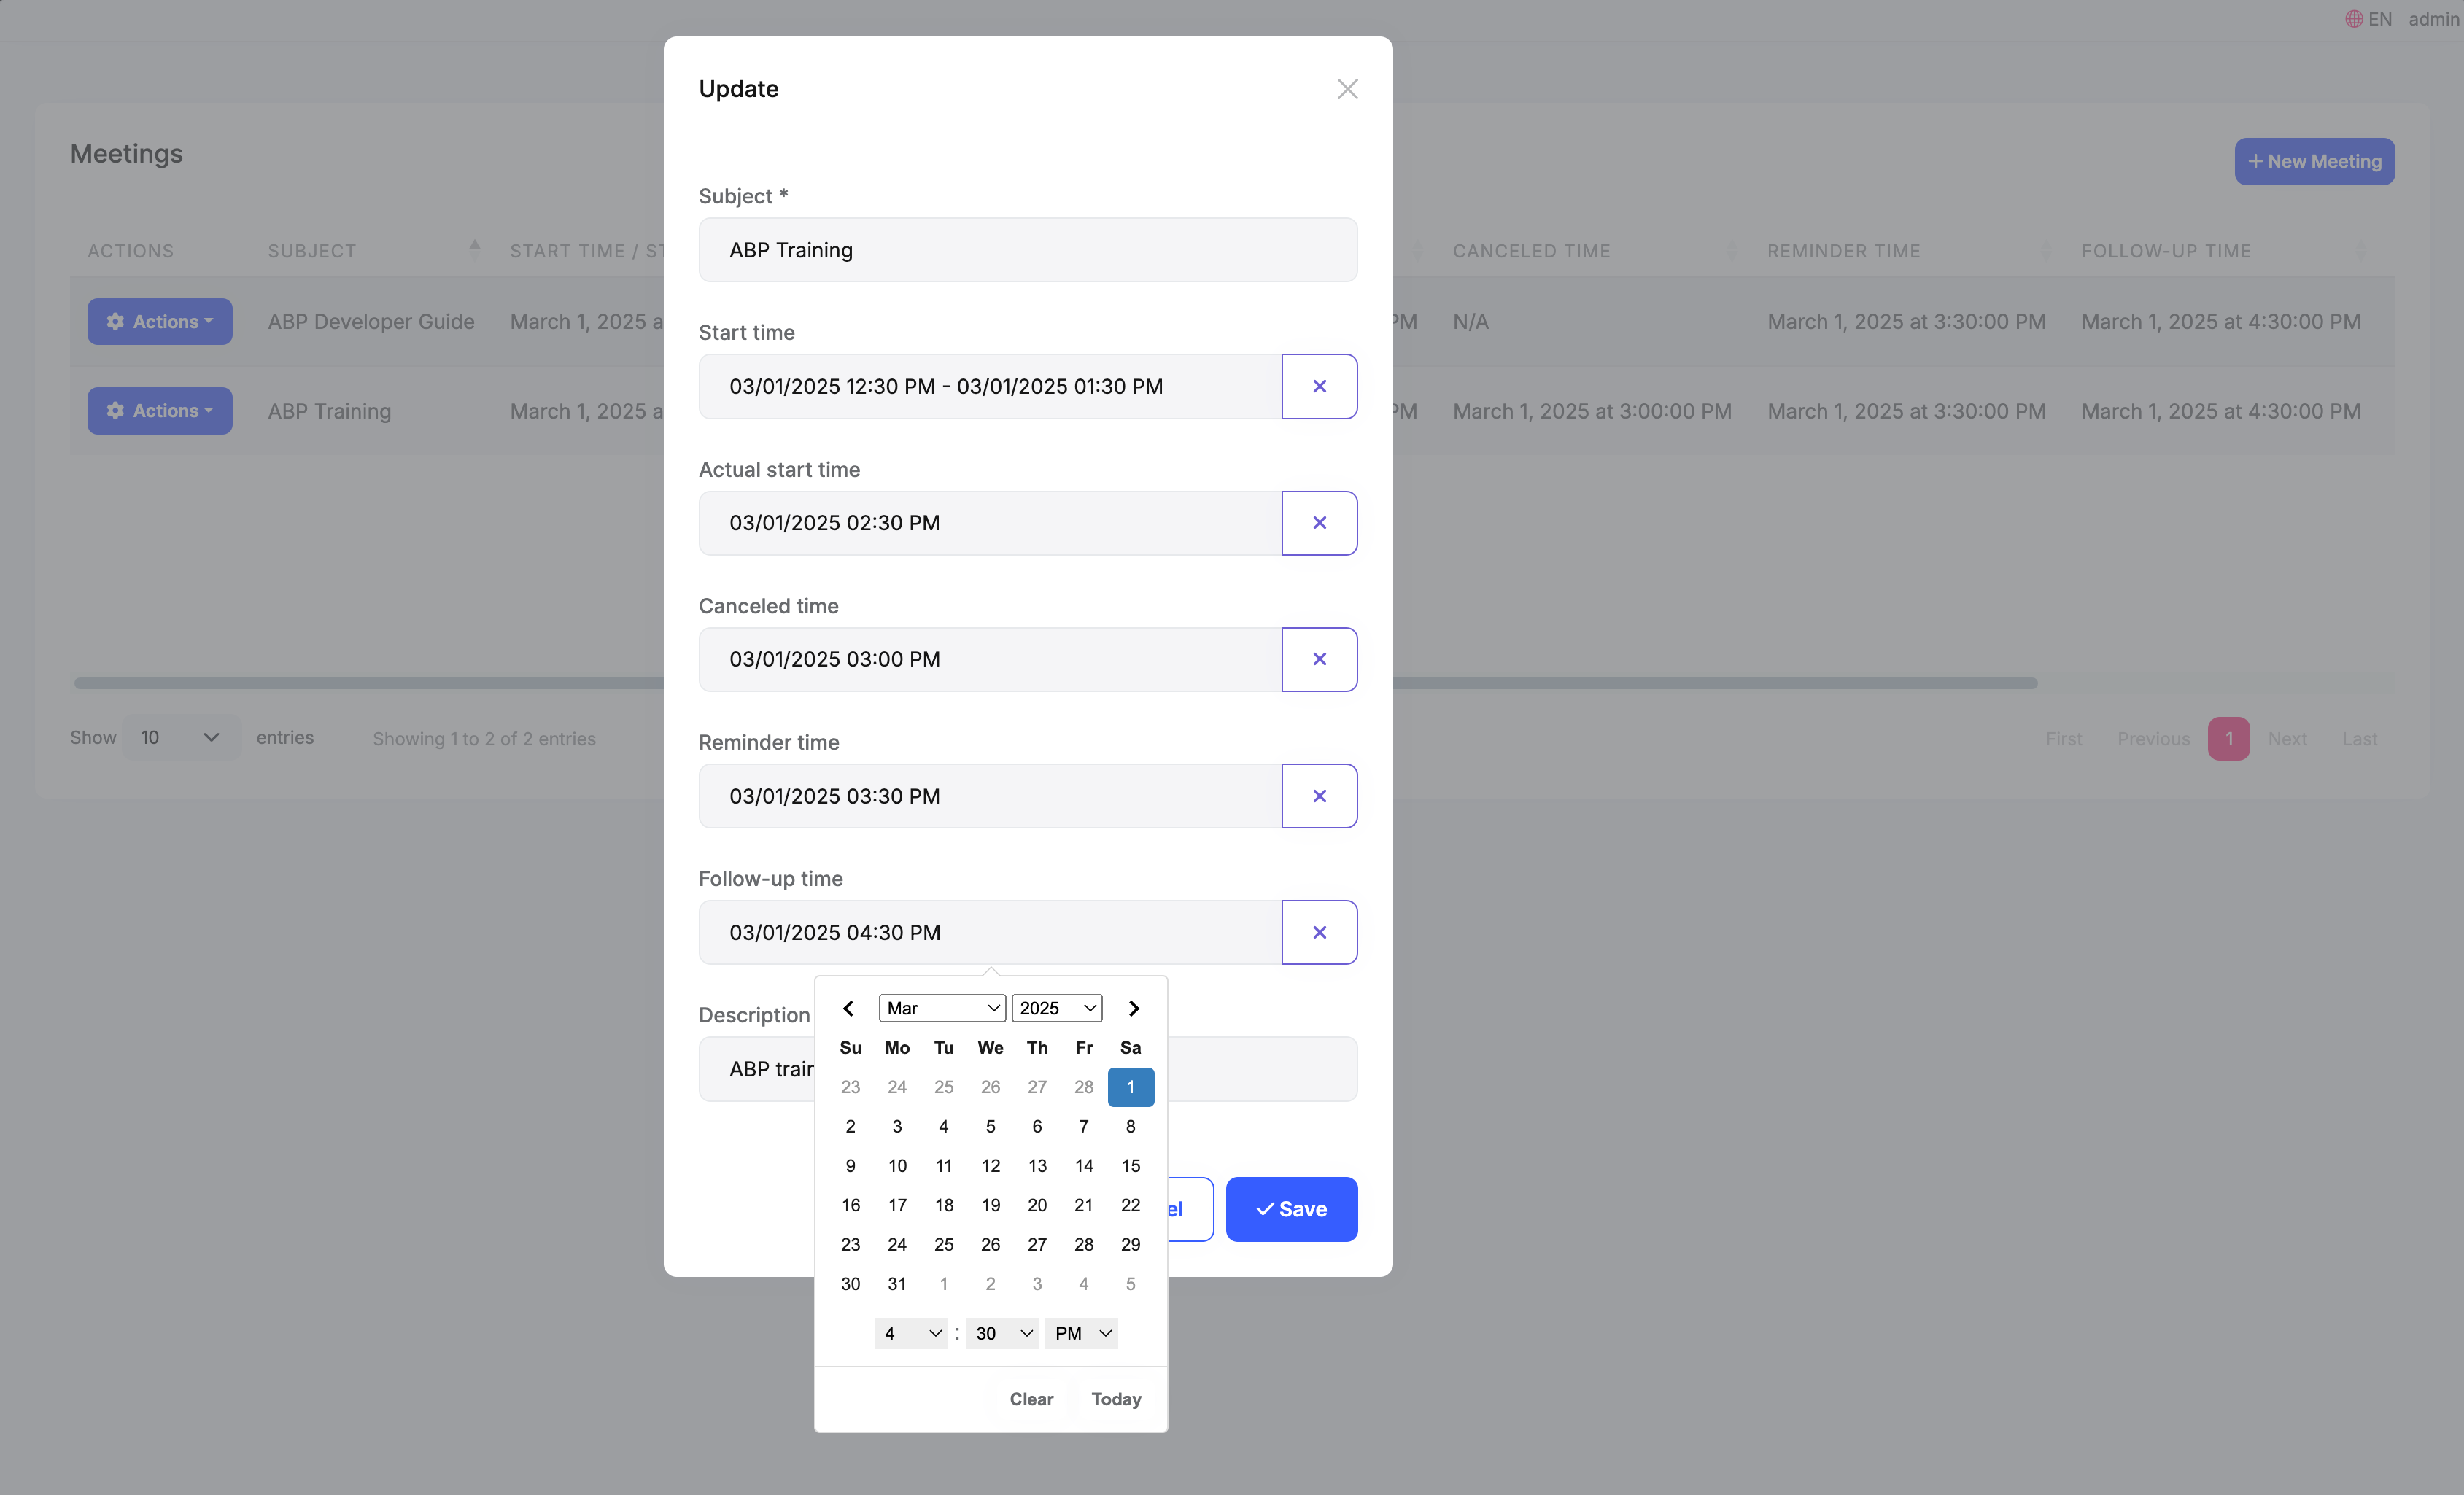 EN admin
Update
Meetings
+ New Meeting
Subject *
ABP Training
ACTIONS SUBJECT START TIME / ST CANCELED TIME REMINDER TIME FOLLOW-UP TIME
Actions ABP Developer Guide March 1, 2025 a PM N/A March 1, 2025 at 3:30:00 PM March 1, 2025 at 4:30:00 PM
Start time
03/01/2025 12:30 PM - 03/01/2025 01:30 PM
Actions ABP Training March 1, 2025 a PM March 1, 2025 at 3:00:00 PM March 1, 2025 at 3:30:00 PM March 1, 2025 at 4:30:00 PM
Actual start time
03/01/2025 02:30 PM
Canceled time
03/01/2025 03:00 PM
Show 10 entries Showing 1 to 2 of 2 entries First Previous 1 Next Last
Reminder time
03/01/2025 03:30 PM
Follow-up time
03/01/2025 04:30 PM
Description
ABP train
Mar 2025
Su Mo Tu We Th Fr Sa
23 24 25 26 27 28 1
2 3 4 5 6 7 8
9 10 11 12 13 14 15
16 17 18 19 20 21 22
23 24 25 26 27 28 29
30 31 1 2 3 4 5
4 : 30 PM
Clear Today
el Save